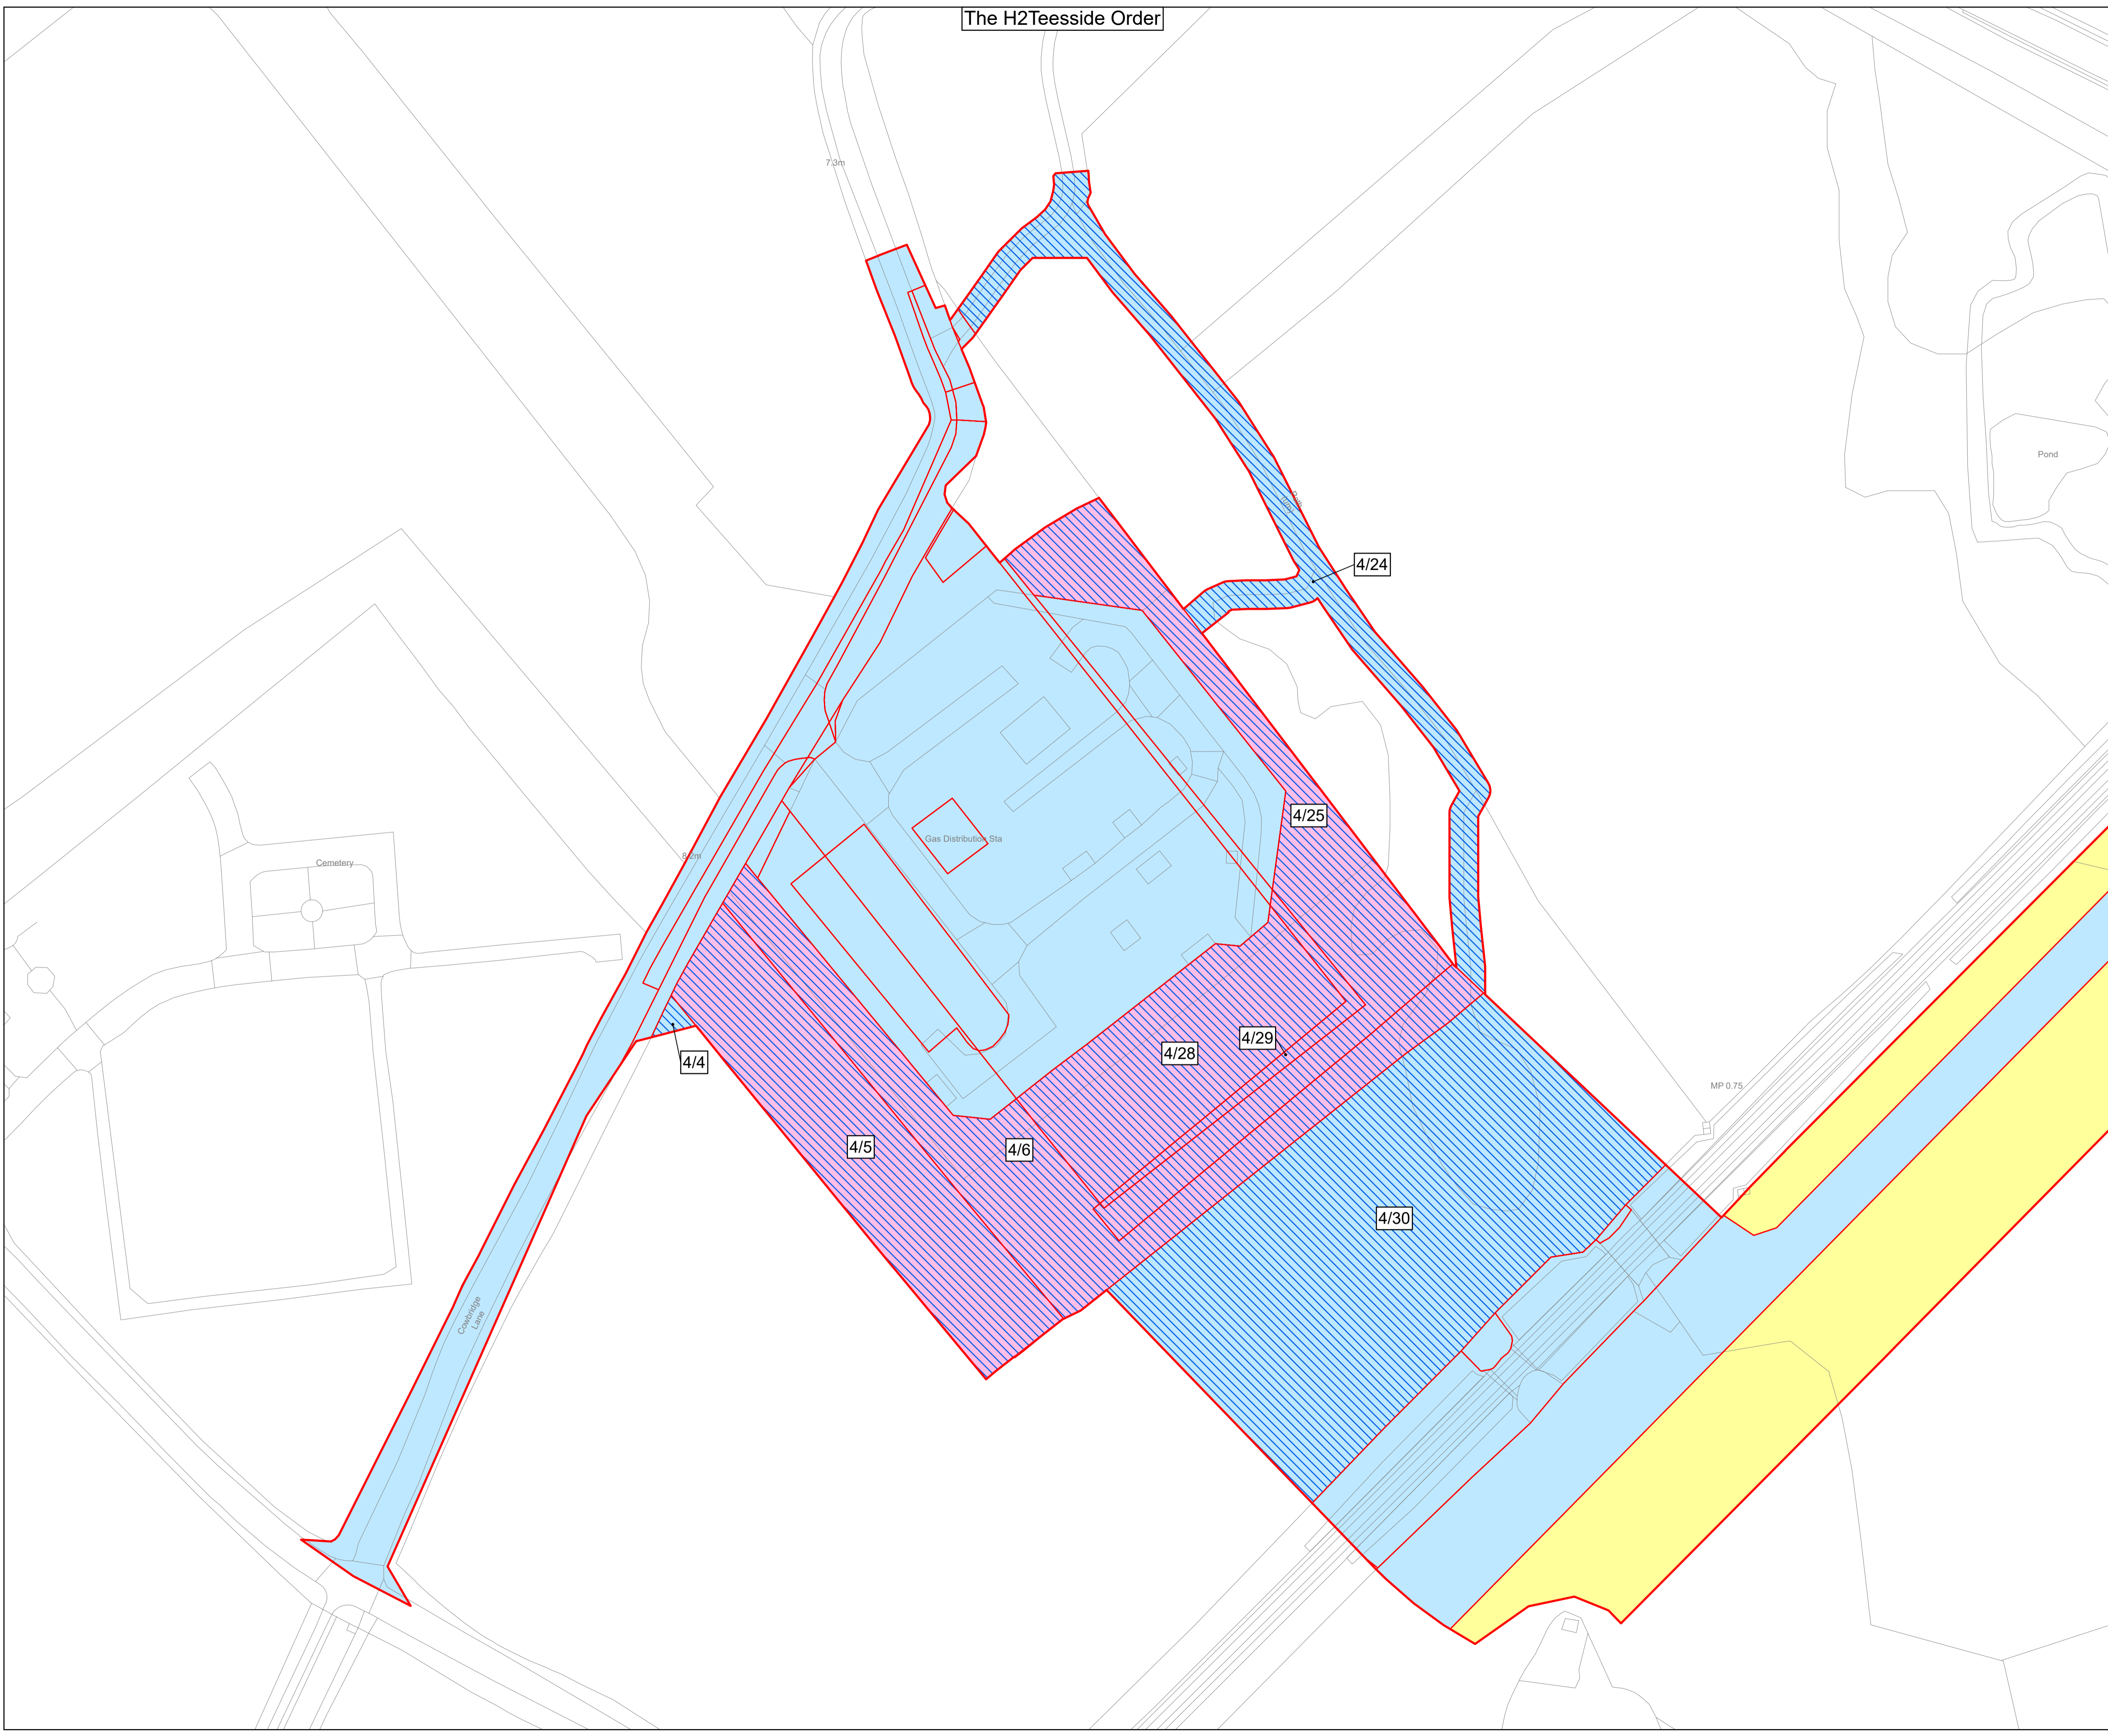 The H2Teesside Order
7.3m
Pond
4/24
4/25
Gas Distribution Sta
8.2m
Cemetery
4/29
4/28
4/4
MP 0.75
4/5
4/6
4/30
Cowbridge
Lane